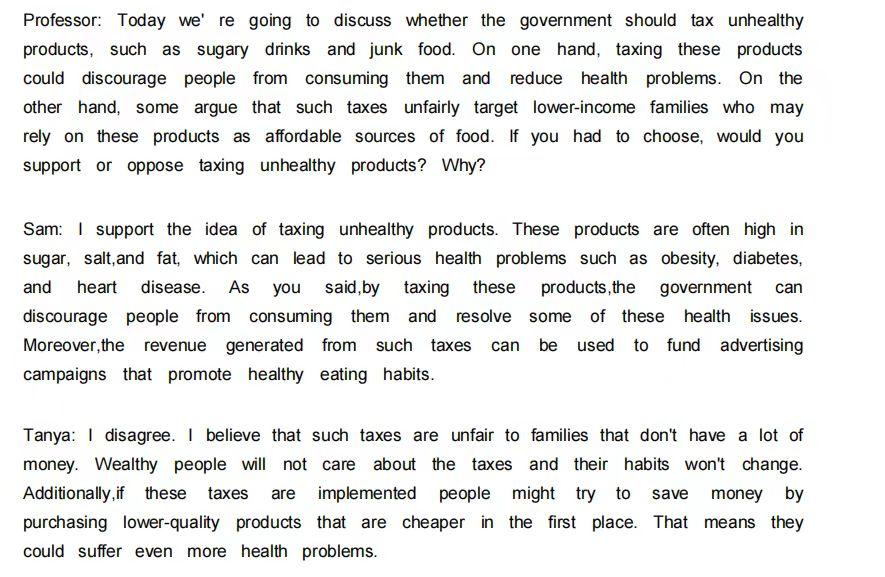 Professor: Today we' re going to discuss whether the government should tax unhealthy
products, such as sugary drinks and junk food. On one hand, taxing these products
could discourage people from consuming them and reduce health problems. On the
other hand, some argue that such taxes unfairly target lower-income families who may
rely on these products as affordable sources of food. If you had to choose, would you
support or oppose taxing unhealthy products? Why?
Sam: I support the idea of taxing unhealthy products. These products are often high in
sugar, salt,and fat, which can lead to serious health problems such as obesity, diabetes,
and heart disease. As you said,by taxing these products,the government can
discourage people from consuming them and resolve some of these health issues.
Moreover,the revenue generated from such taxes can be used to fund advertising
campaigns that promote healthy eating habits.
Tanya: I disagree. I believe that such taxes are unfair to families that don't have a lot of
money. Wealthy people will not care about the taxes and their habits won't change.
Additionally,if these taxes are implemented people might try to save money by
purchasing lower-quality products that are cheaper in the first place. That means they
could suffer even more health problems.